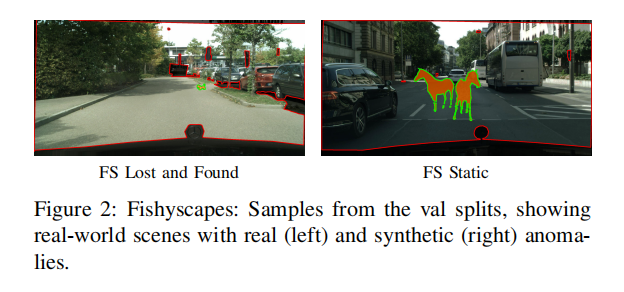 FS Lost and Found
FS Static
Figure 2: Fishyscapes: Samples from the val splits, showing
real-world scenes with real (left) and synthetic (right) anoma-
lies.